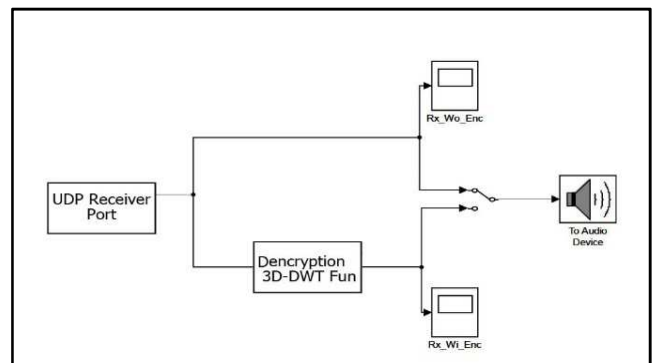 Rx_Wo_Enc
UDP Receiver
Port
To Audio
Device
Dencryption
3D-DWT Fun
Rx_Wi_Enc